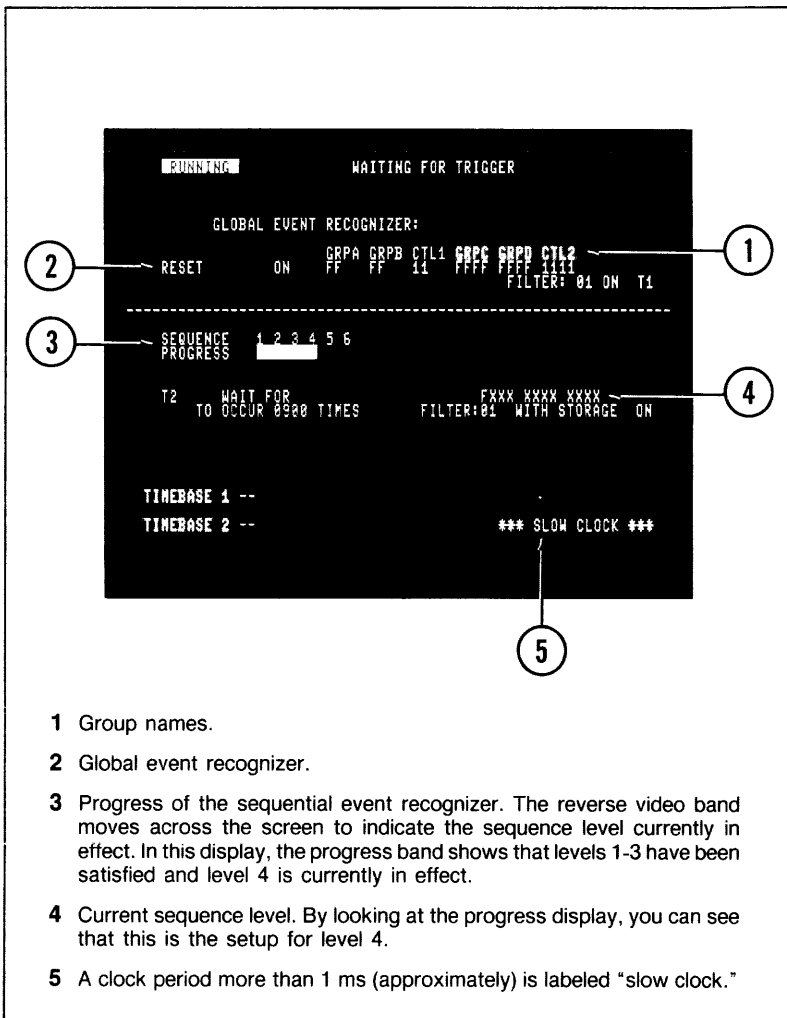 RUNNING WAITING FOR TRIGGER
GLOBAL EVENT RECOGNIZER:
GRPA GRPB CTL1 GRPC GRPD CTL2
RESET ON FF FF 11 FFFF FFFF 1111
FILTER: 01 ON T1
1
2
SEQUENCE 1 2 3 4 5 6
PROGRESS
3
T2 WAIT FOR FXXX XXXX XXXX
TO OCCUR 0900 TIMES FILTER:01 WITH STORAGE ON
4
TIMEBASE 1 --
TIMEBASE 2 -- *** SLOW CLOCK ***
5
1 Group names.
2 Global event recognizer.
3 Progress of the sequential event recognizer. The reverse video band
moves across the screen to indicate the sequence level currently in
effect. In this display, the progress band shows that levels 1-3 have been
satisfied and level 4 is currently in effect.
4 Current sequence level. By looking at the progress display, you can see
that this is the setup for level 4.
5 A clock period more than 1 ms (approximately) is labeled “slow clock.”